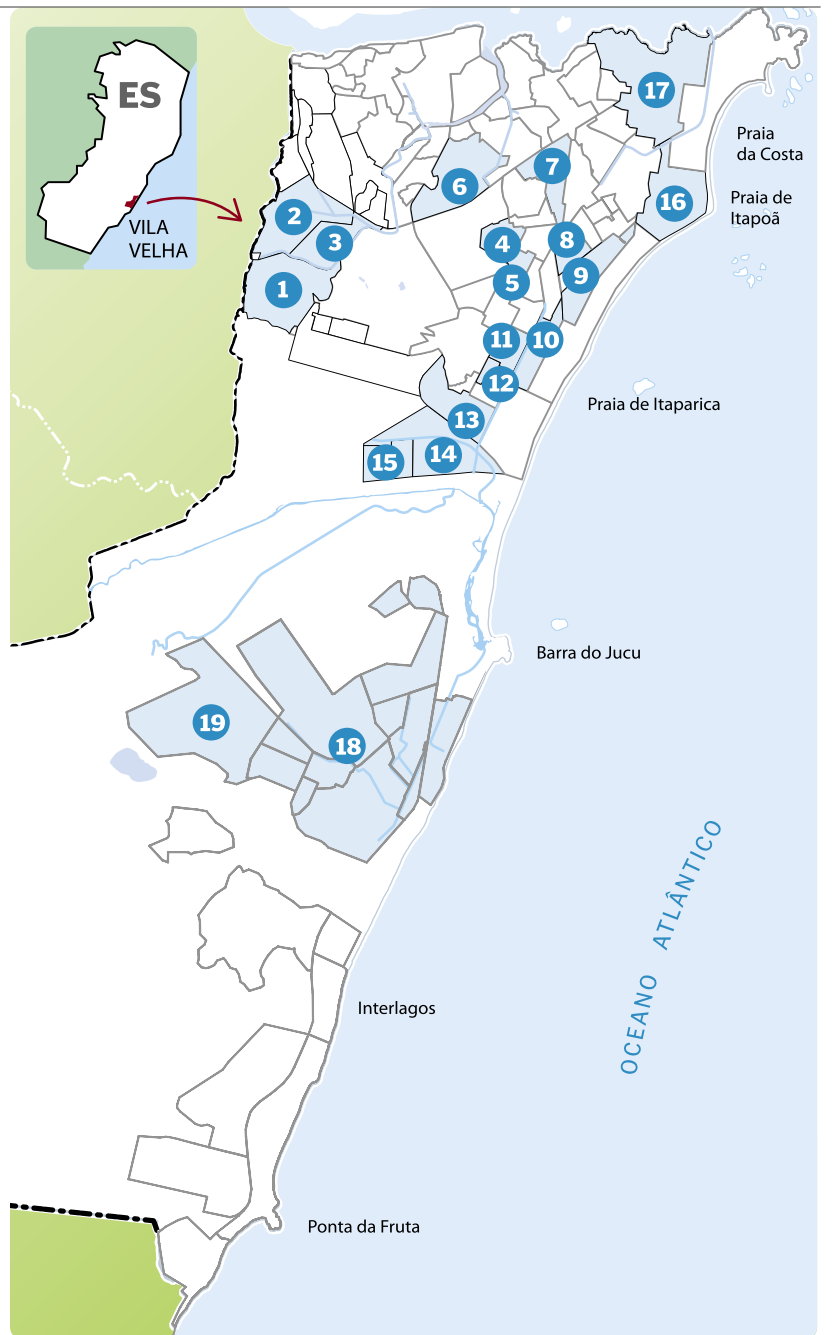 ES
VILA
VELHA
17
Praia
da Costa
7
6
16
Praia de
Itapoã
2
3
4
8
5
9
1
11
10
12
Praia de Itaparica
13
14
15
Barra do Jucu
19
18
OCEANO ATLÂNTICO
Interlagos
Ponta da Fruta